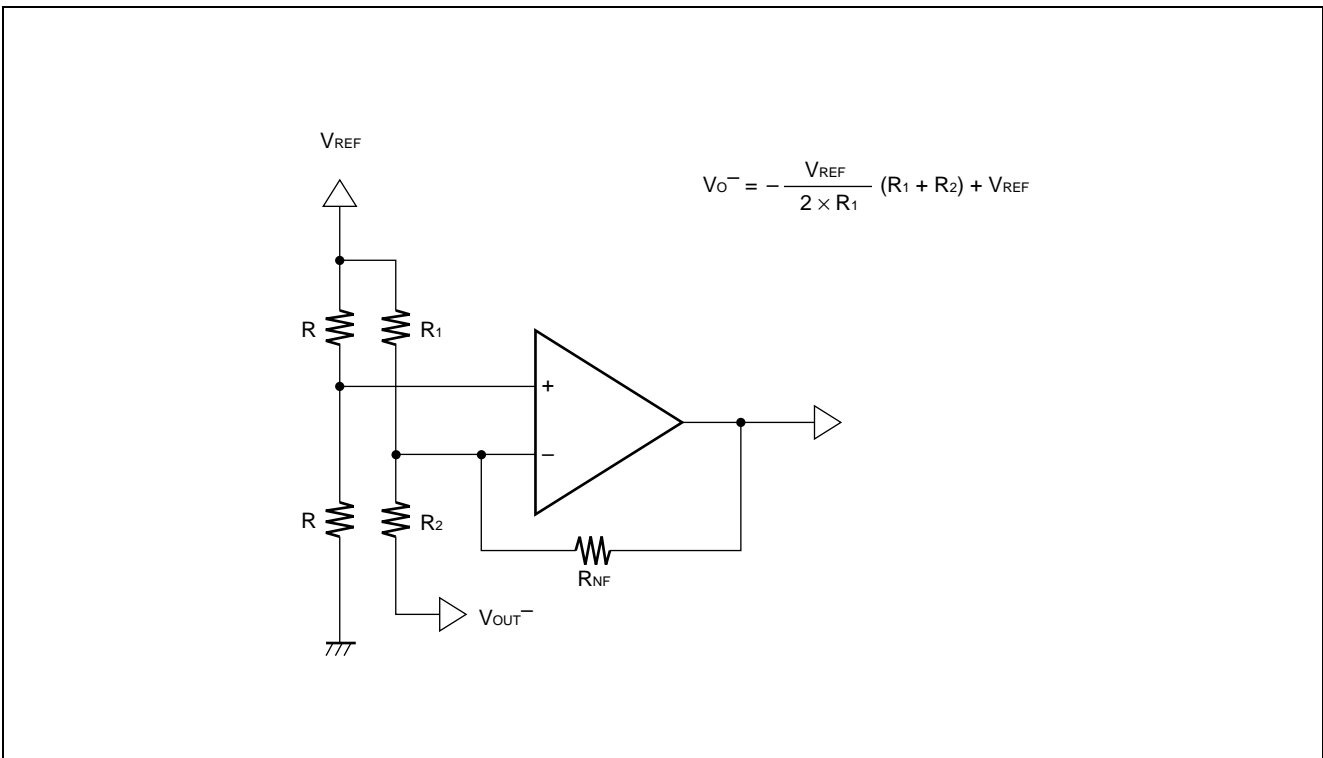 VREF
VO− = − VREF / 2 × R1 (R1 + R2) + VREF
R
R1
+
−
R
R2
RNF
VOUT−